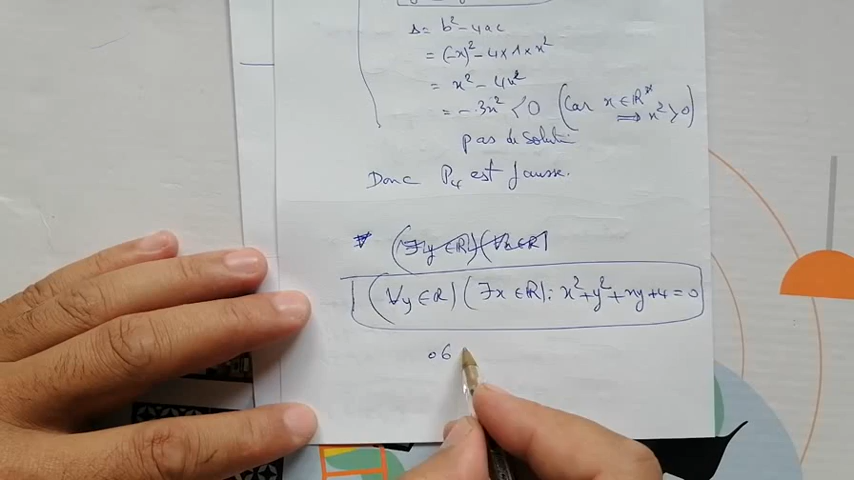 Δ= b²-4ac
= (-x)²-4×1×x²
= x²-4x²
= -3x² <0 (Car x∈ℝ* ⟹ x²>0)
pas de Solution
Donc P₄ est fausse.
(∃y∈ℝ)(∀x∈ℝ)
(∀y∈ℝ)(∃x∈ℝ): x²+y²+xy+4=0
06